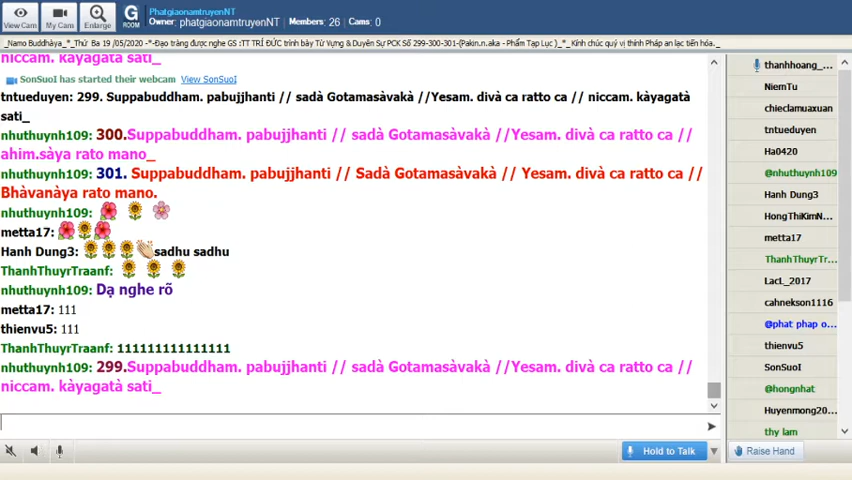 View Cam
My Cam
Enlarge
G
ROOM
PhatgiaonamtruyenNT
Owner: phatgiaonamtruyenNT Members: 26 Cams: 0
_Namo Buddhàya_*_Thứ Ba 19 /05/2020 -*-Đạo tràng được nghe GS :TT TRÍ ĐỨC trình bày Từ Vựng & Duyên Sự PCK Số 299-300-301-(Pakin.n.aka - Phẩm Tạp Lục )_*_Kính chúc quý vị thính Pháp an lạc tiến hóa._
niccam. kàyagatà sati_
SonSuoI has started their webcam View SonSuoI
tntueduyen: 299. Suppabuddham. pabujjhanti // sadà Gotamasàvakà //Yesam. divà ca ratto ca // niccam. kàyagatà
sati_
nhuthuynh109: 300.Suppabuddham. pabujjhanti // sadà Gotamasàvakà //Yesam. divà ca ratto ca //
ahim.sàya rato mano_
nhuthuynh109: 301. Suppabuddham. pabujjhanti // Sadà Gotamasàvakà // Yesam. divà ca ratto ca //
Bhàvanàya rato mano.
nhuthuynh109:
metta17:
Hanh Dung3: sadhu sadhu
ThanhThuyrTraanf:
nhuthuynh109: Dạ nghe rõ
metta17: 111
thienvu5: 111
ThanhThuyrTraanf: 11111111111111
nhuthuynh109: 299.Suppabuddham. pabujjhanti // sadà Gotamasàvakà //Yesam. divà ca ratto ca //
niccam. kàyagatà sati_
Hold to Talk
thanhhoang_...
NiemTu
chieclamuaxuan
tntueduyen
Ha0420
@nhuthuynh109
Hanh Dung3
HongThiKimN...
metta17
ThanhThuyrTr...
LacL_2017
cahnekson1116
@phat phap o...
thienvu5
SonSuoI
@hongnhat
Huyenmong20...
thy lam
Raise Hand